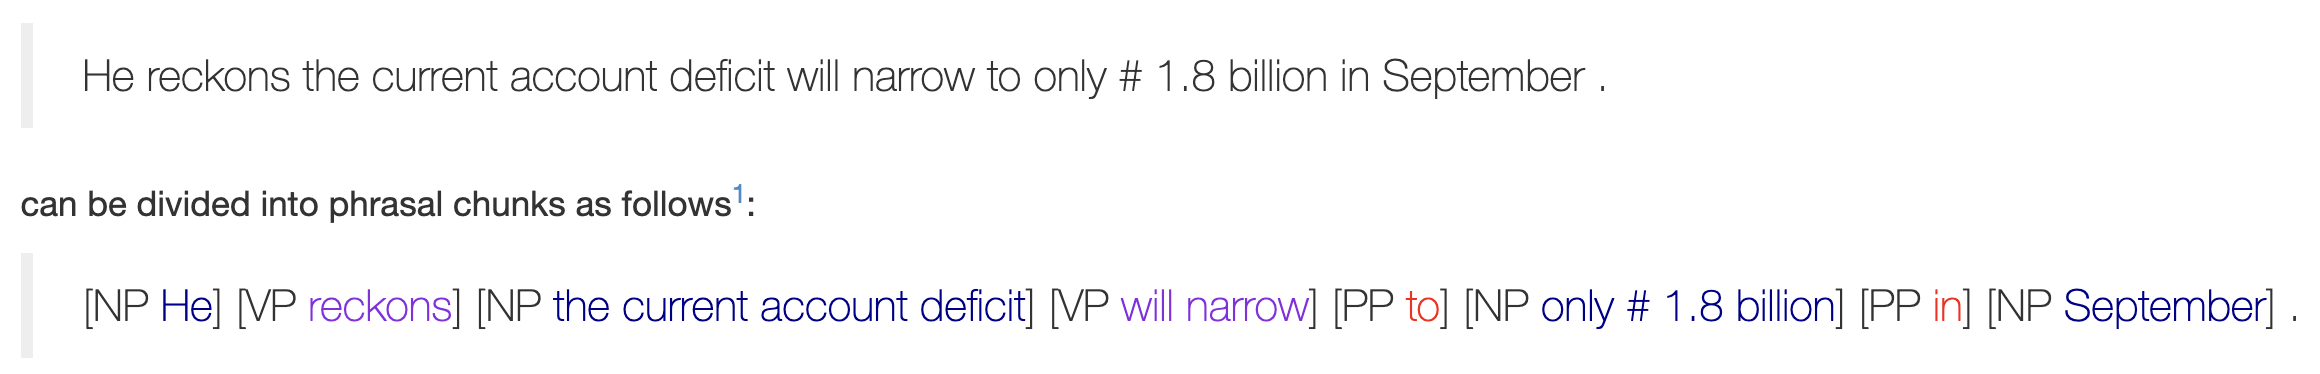 He reckons the current account deficit will narrow to only # 1.8 billion in September .
can be divided into phrasal chunks as follows1:
[NP He] [VP reckons] [NP the current account deficit] [VP will narrow] [PP to] [NP only # 1.8 billion] [PP in] [NP September] .